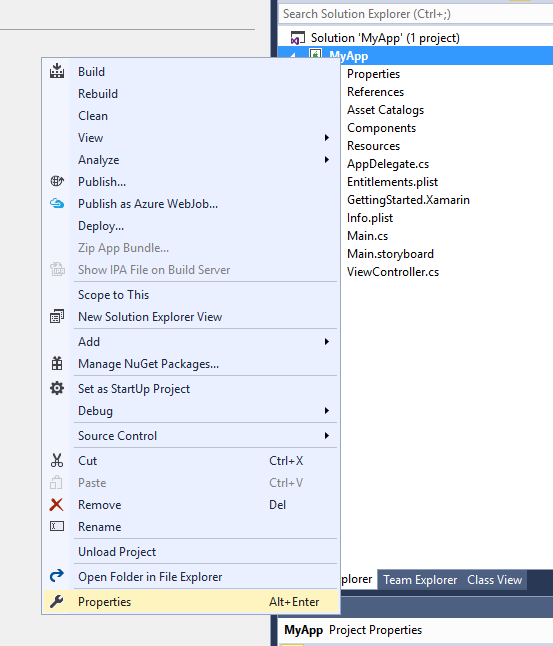 Search Solution Explorer (Ctrl+;)
Solution 'MyApp' (1 project)
MyApp
Properties
References
Asset Catalogs
Components
Resources
AppDelegate.cs
Entitlements.plist
GettingStarted.Xamarin
Info.plist
Main.cs
Main.storyboard
ViewController.cs
Build
Rebuild
Clean
View
Analyze
Publish...
Publish as Azure WebJob...
Deploy...
Zip App Bundle...
Show IPA File on Build Server
Scope to This
New Solution Explorer View
Add
Manage NuGet Packages...
Set as StartUp Project
Debug
Source Control
Cut Ctrl+X
Paste Ctrl+V
Remove Del
Rename
Unload Project
Open Folder in File Explorer
Properties Alt+Enter
plorer Team Explorer Class View
MyApp Project Properties